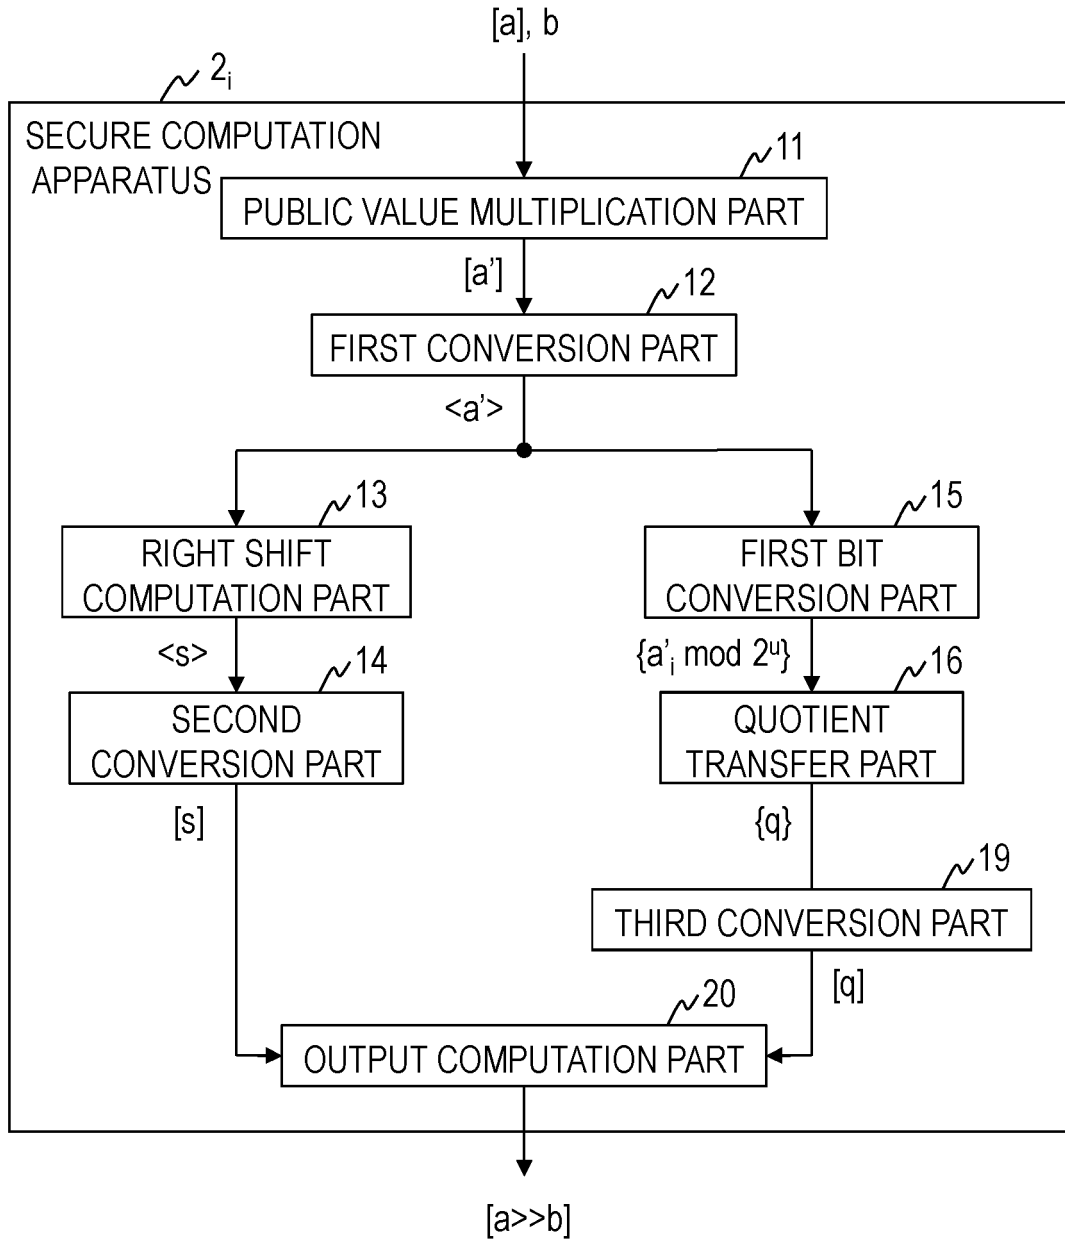 [a], b
2i
SECURE COMPUTATION
APPARATUS
11
PUBLIC VALUE MULTIPLICATION PART
[a’]
12
FIRST CONVERSION PART
<a’>
13
RIGHT SHIFT
COMPUTATION PART
15
FIRST BIT
CONVERSION PART
<s>
{a’i mod 2u}
14
SECOND
CONVERSION PART
16
QUOTIENT
TRANSFER PART
[s]
{q}
19
THIRD CONVERSION PART
[q]
20
OUTPUT COMPUTATION PART
[a>>b]